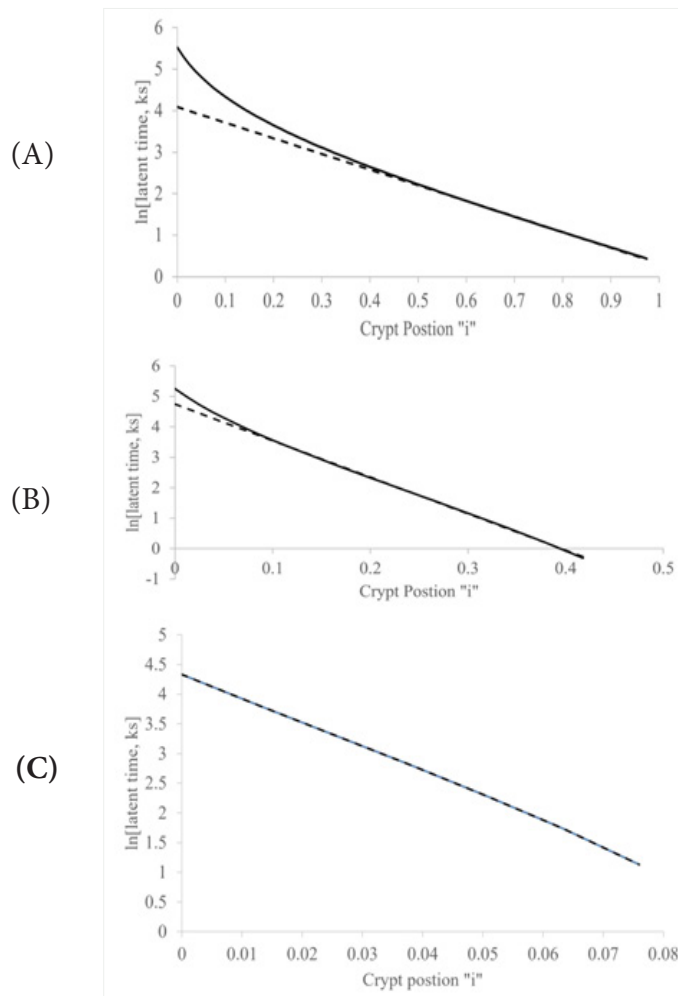 (A)
ln[latent time, ks]
6
5
4
3
2
1
0
0 0.1 0.2 0.3 0.4 0.5 0.6 0.7 0.8 0.9 1
Crypt Postion "i"
(B)
ln[latent time, ks]
6
5
4
3
2
1
0
-1
0 0.1 0.2 0.3 0.4 0.5
Crypt Postion "i"
(C)
ln[latent time, ks]
5
4.5
4
3.5
3
2.5
2
1.5
1
0.5
0
0 0.01 0.02 0.03 0.04 0.05 0.06 0.07 0.08
Crypt postion "i"